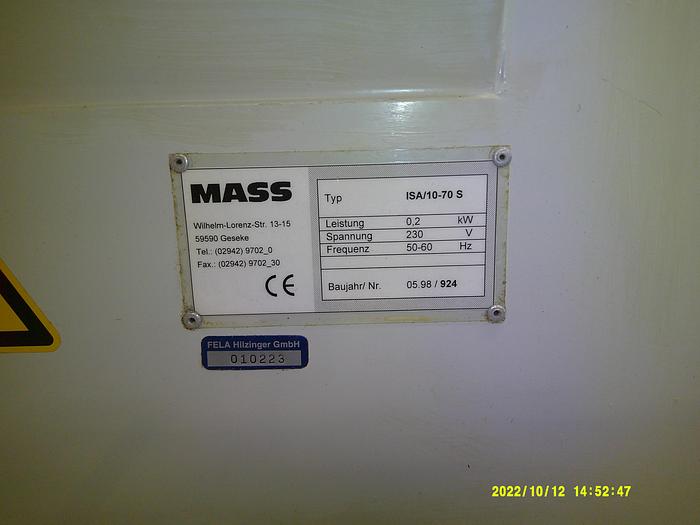 MASS
Wilhelm-Lorenz-Str. 13-15
59590 Geseke
Tel.: (02942) 9702_0
Fax.: (02942) 9702_30
CE
Typ ISA/10-70 S
Leistung 0,2 kW
Spannung 230 V
Frequenz 50-60 Hz
Baujahr/ Nr. 05.98 / 924
FELA Hilzinger GmbH
010223
2022/10/12 14:52:47